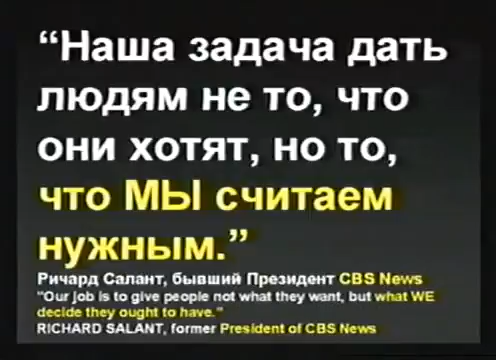 “Наша задача дать
людям не то, что
они хотят, но то,
что МЫ считаем
нужным.”
Ричард Салант, бывший Президент CBS News
"Our job is to give people not what they want, but what WE
decide they ought to have."
RICHARD SALANT, former President of CBS News